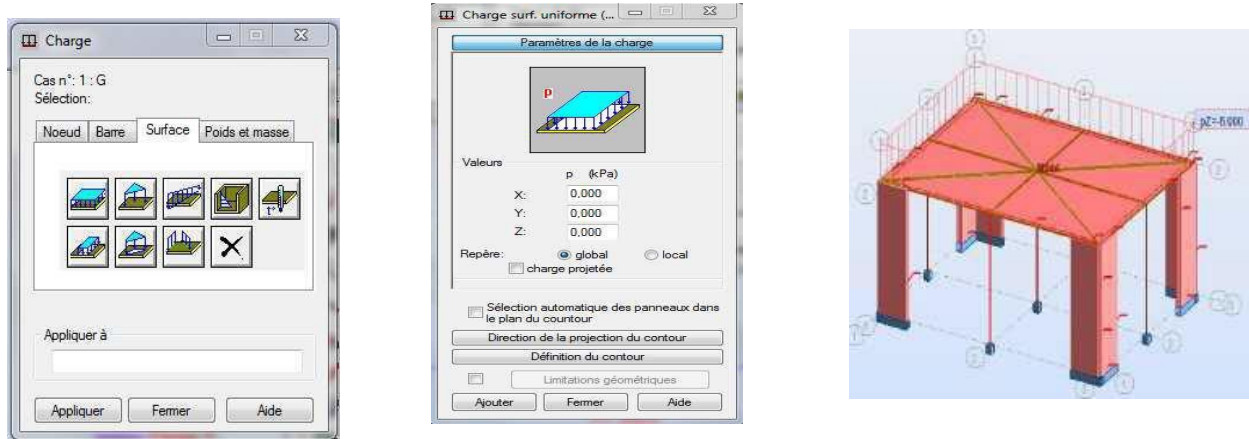 Charge
Cas n°: 1 : G
Sélection:
Noeud Barre Surface Poids et masse
t°
Appliquer à
Appliquer Fermer Aide
Charge surf. uniforme (...
Paramètres de la charge
P
Valeurs
p (kPa)
X: 0,000
Y: 0,000
Z: 0,000
Repère: global local
charge projetée
Sélection automatique des panneaux dans
le plan du countour
Direction de la projection du contour
Définition du contour
Limitations géométriques
Ajouter Fermer Aide